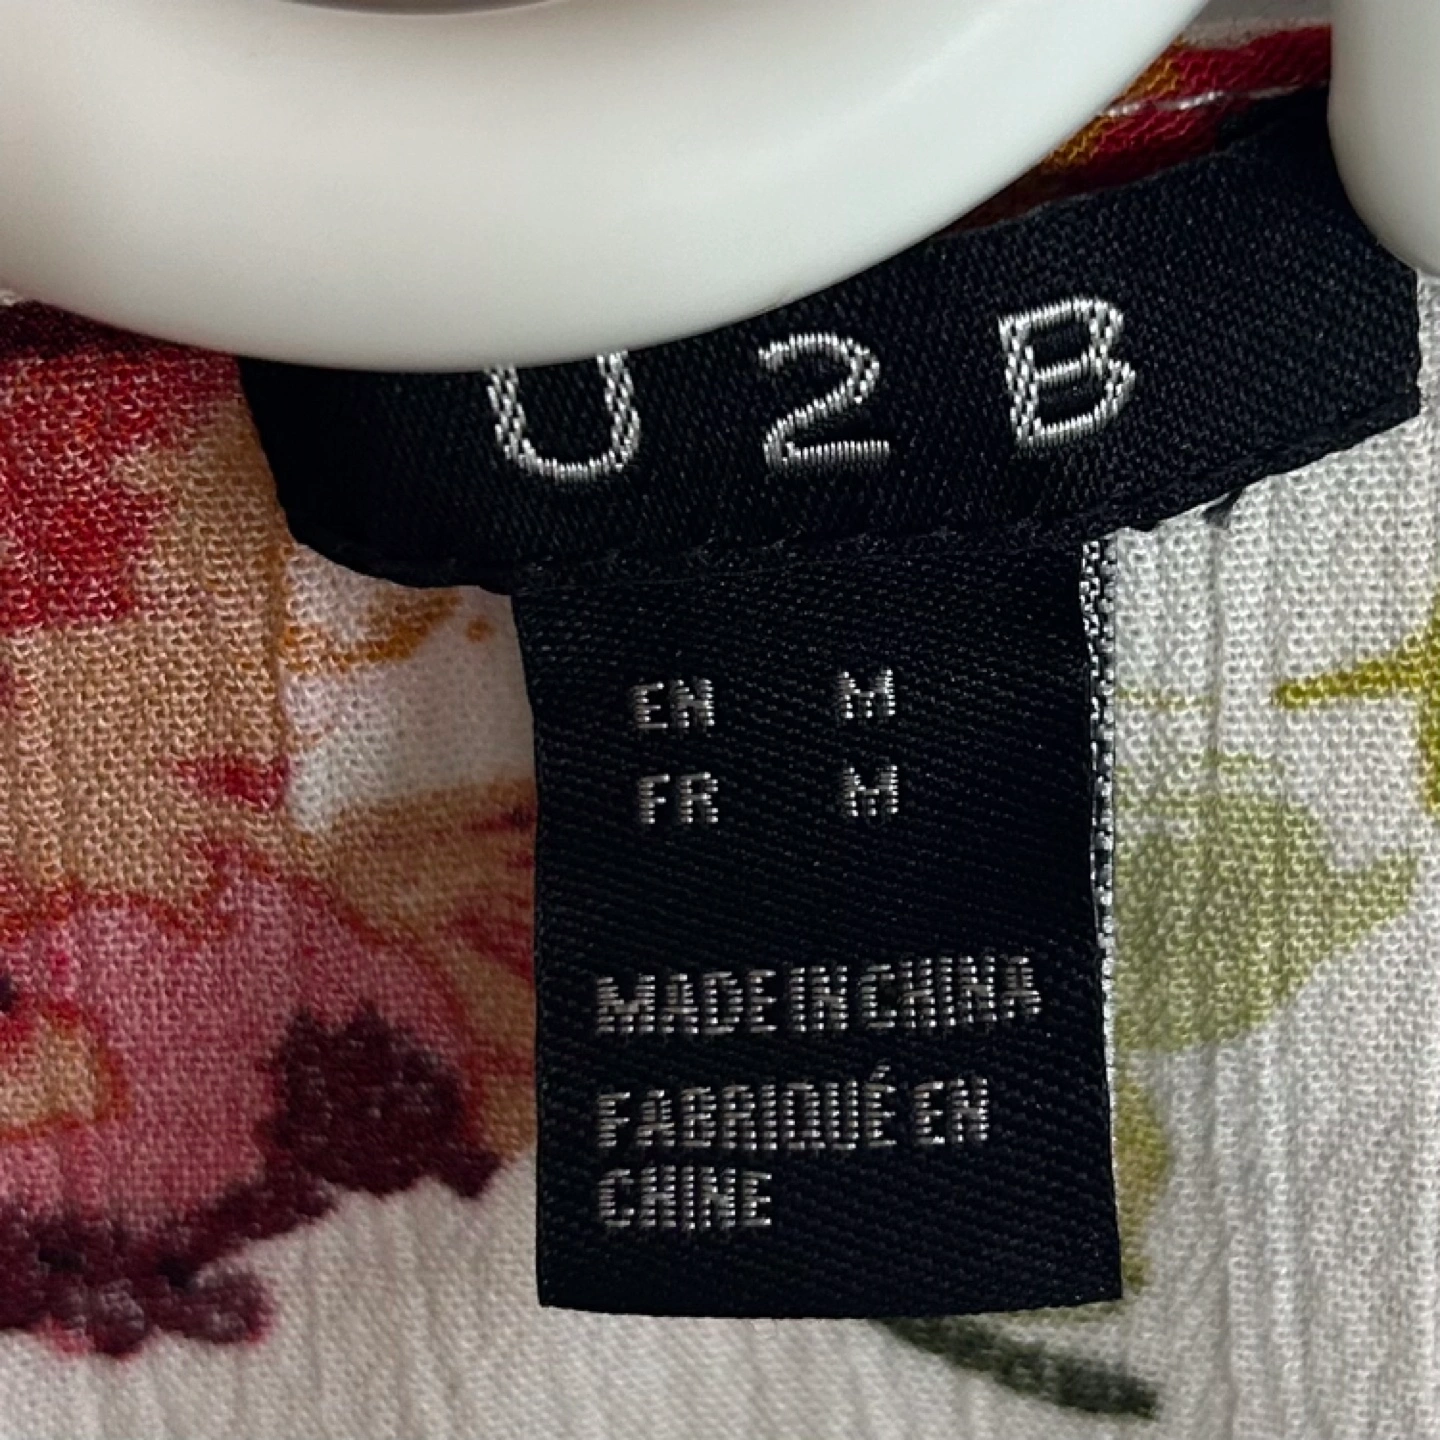 U2B
EN M
FR M
MADE IN CHINA
FABRIQUÉ EN
CHINE